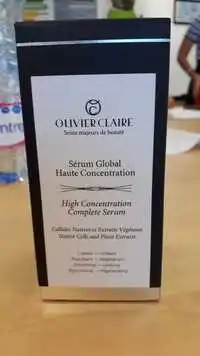 OLIVIER CLAIRE
Soins majeurs de beauté
Sérum Global
Haute Concentration
High Concentration
Complete Serum
Cellules Natives et Extraits Végétaux
Native Cells and Plant Extracts